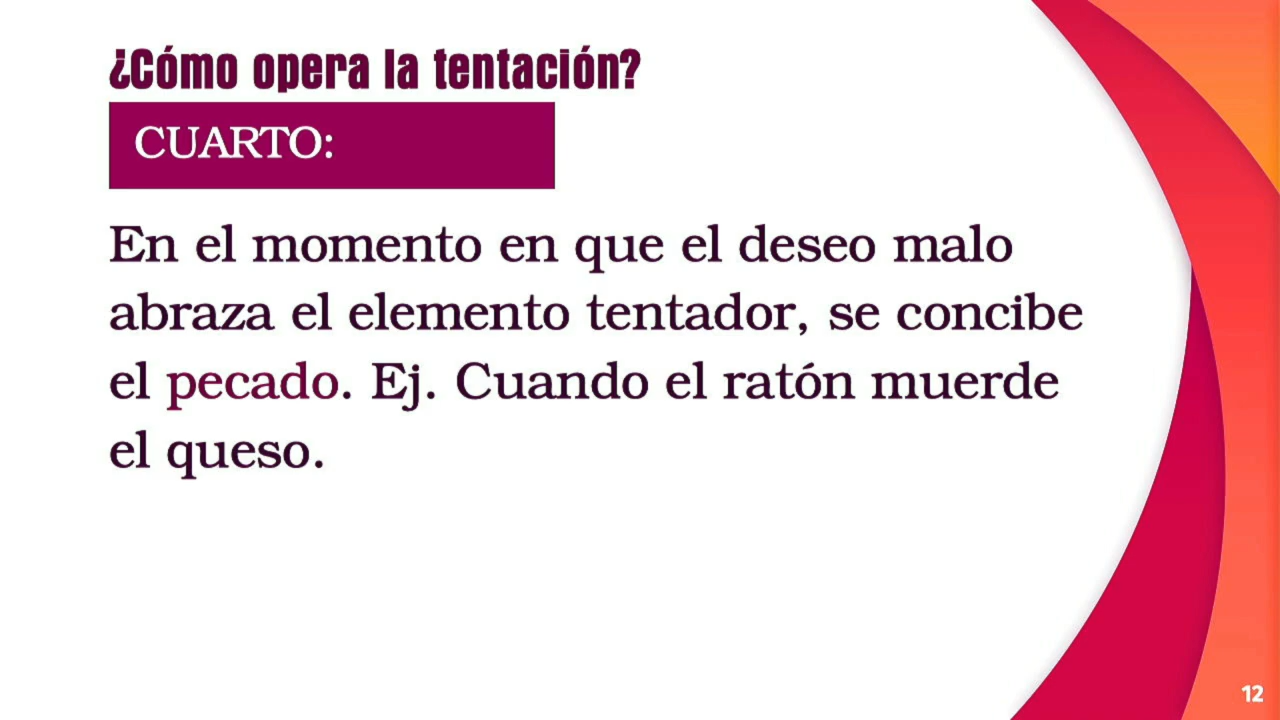 ¿Cómo opera la tentación?
CUARTO:
En el momento en que el deseo malo
abraza el elemento tentador, se concibe
el pecado. Ej. Cuando el ratón muerde
el queso.
12